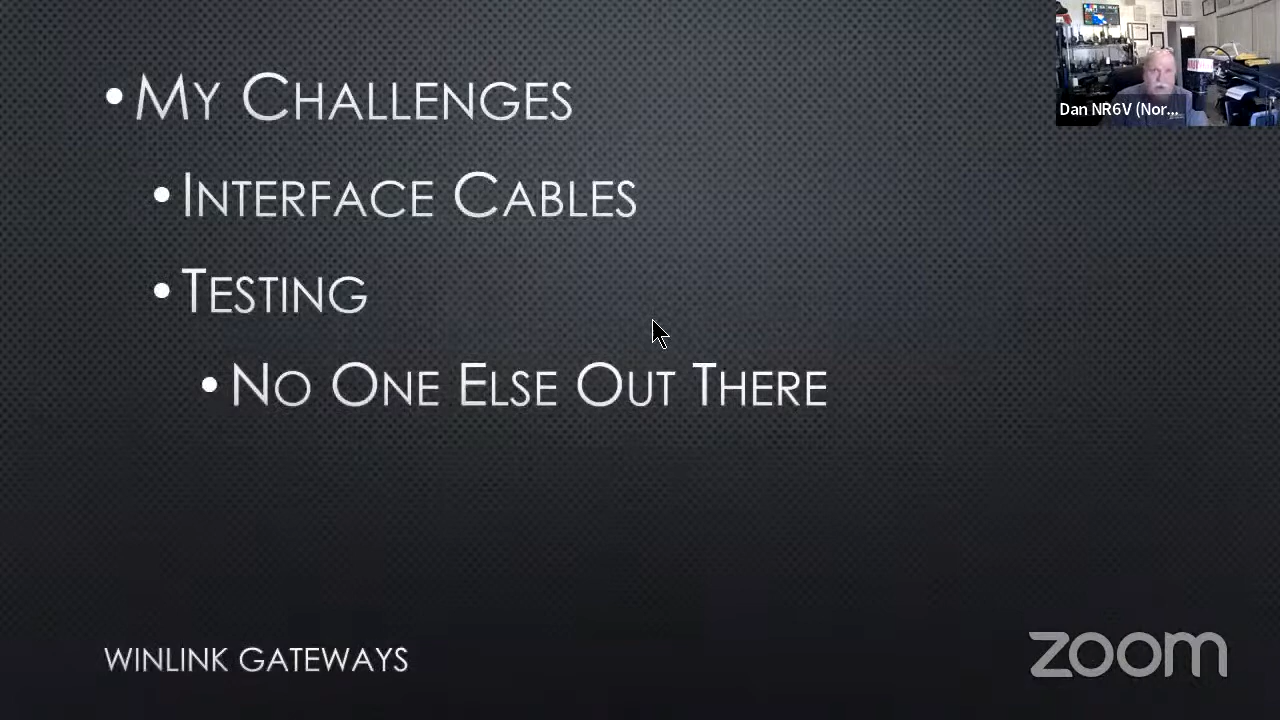 • My Challenges
• Interface Cables
• Testing
• No One Else Out There
WINLINK GATEWAYS
zoom
Dan NR6V (Nor...